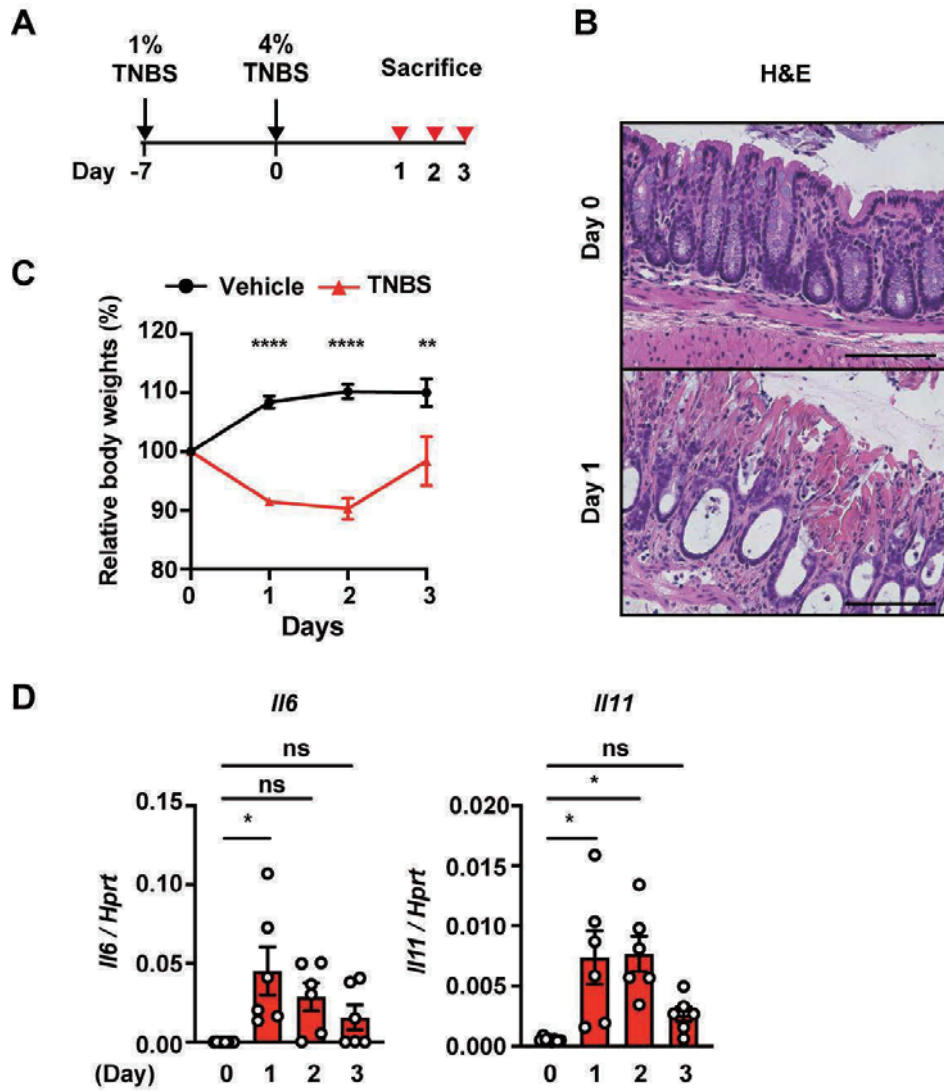 A
1%
TNBS
4%
TNBS
Sacrifice
Day -7 0 1 2 3
B
H&E
Day 0
Day 1
C
Vehicle TNBS
Relative body weights (%)
120
110
100
90
80
**** **** **
0 1 2 3
Days
D
Il6
ns
ns
*
Il6 / Hprt
0.15
0.10
0.05
0.00
(Day) 0 1 2 3
Il11
ns
*
*
Il11 / Hprt
0.020
0.015
0.010
0.005
0.000
0 1 2 3